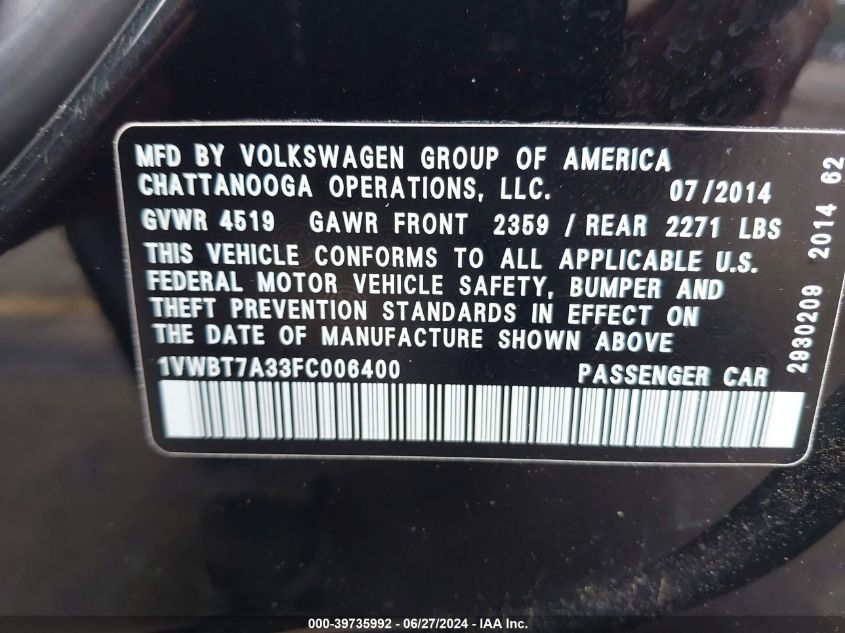 MFD BY VOLKSWAGEN GROUP OF AMERICA
CHATTANOOGA OPERATIONS, LLC. 07/2014
GVWR 4519 GAWR FRONT 2359 / REAR 2271 LBS
THIS VEHICLE CONFORMS TO ALL APPLICABLE U.S.
FEDERAL MOTOR VEHICLE SAFETY, BUMPER AND
THEFT PREVENTION STANDARDS IN EFFECT ON
THE DATE OF MANUFACTURE SHOWN ABOVE
1VWBT7A33FC006400 PASSENGER CAR
2930209 2014 62
000-39735992 - 06/27/2024 - IAA Inc.